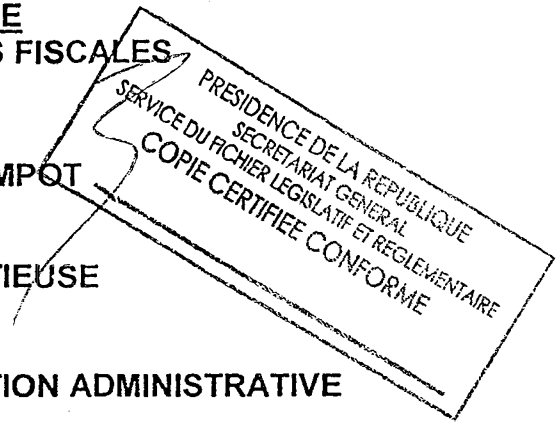 E
S FISCALES
MPOT
TIEUSE
TION ADMINISTRATIVE
PRESIDENCE DE LA REPUBLIQUE
SECRETARIAT GENERAL
SERVICE DU FICHIER LEGISLATIF ET REGLEMENTAIRE
COPIE CERTIFIEE CONFORME